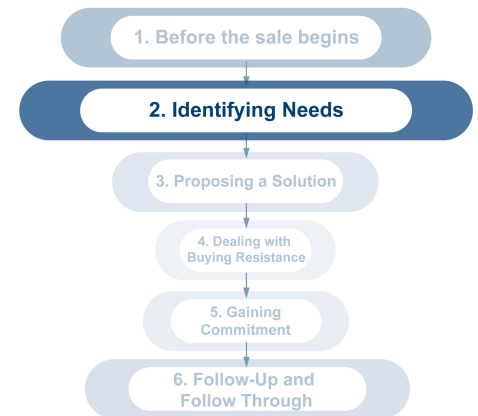 1. Before the sale begins
2. Identifying Needs
3. Proposing a Solution
4. Dealing with
Buying Resistance
5. Gaining
Commitment
6. Follow-Up and
Follow Through